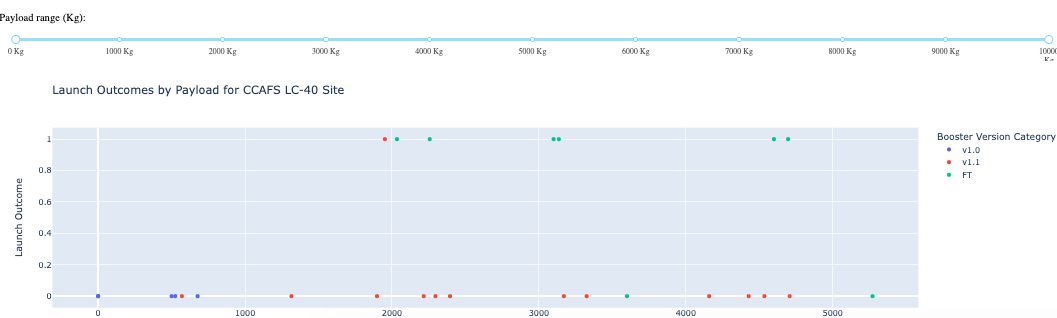 Payload range (Kg):
0 Kg 1000 Kg 2000 Kg 3000 Kg 4000 Kg 5000 Kg 6000 Kg 7000 Kg 8000 Kg 9000 Kg 10000
Kg
Launch Outcomes by Payload for CCAFS LC-40 Site
Booster Version Category
v1.0
v1.1
FT
Launch Outcome
1
0.8
0.6
0.4
0.2
0
0 1000 2000 3000 4000 5000